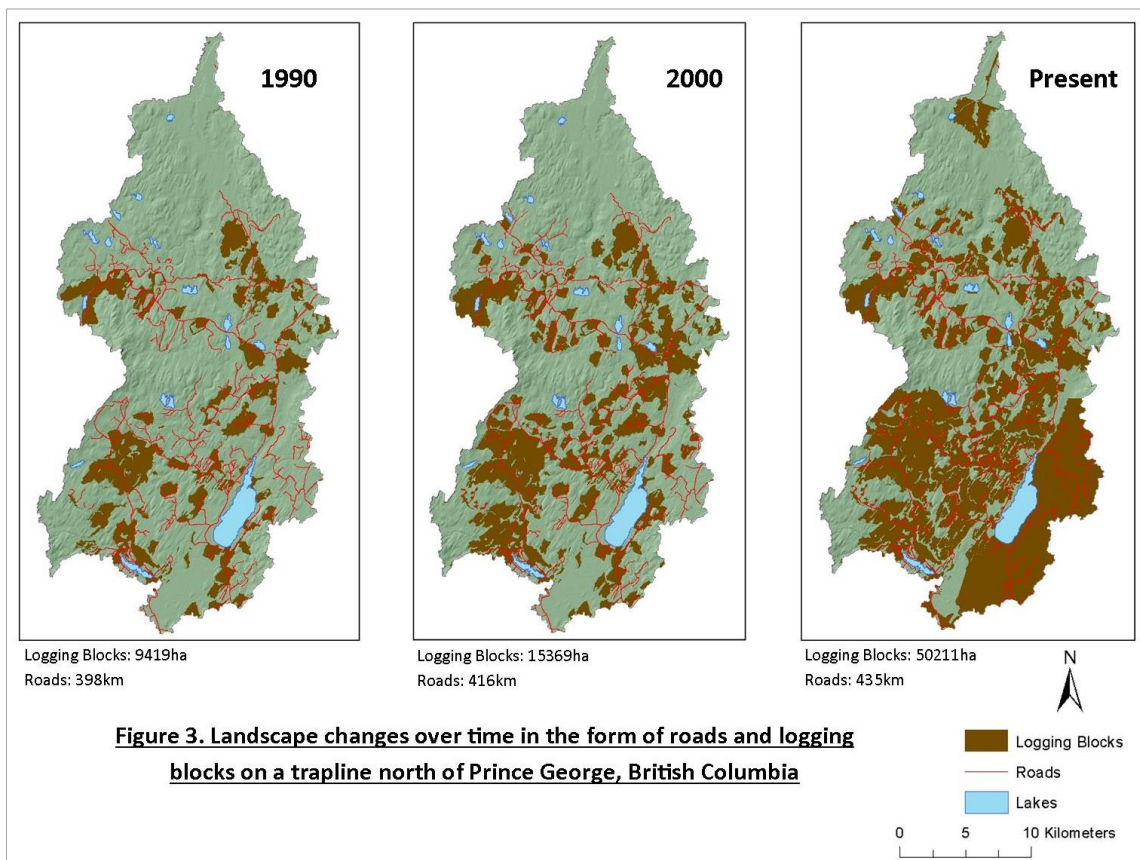 1990
2000
Present
Logging Blocks: 9419ha
Roads: 398km
Logging Blocks: 15369ha
Roads: 416km
Logging Blocks: 50211ha
Roads: 435km
N
Figure 3. Landscape changes over time in the form of roads and logging
blocks on a trapline north of Prince George, British Columbia
Logging Blocks
Roads
Lakes
0 5 10 Kilometers